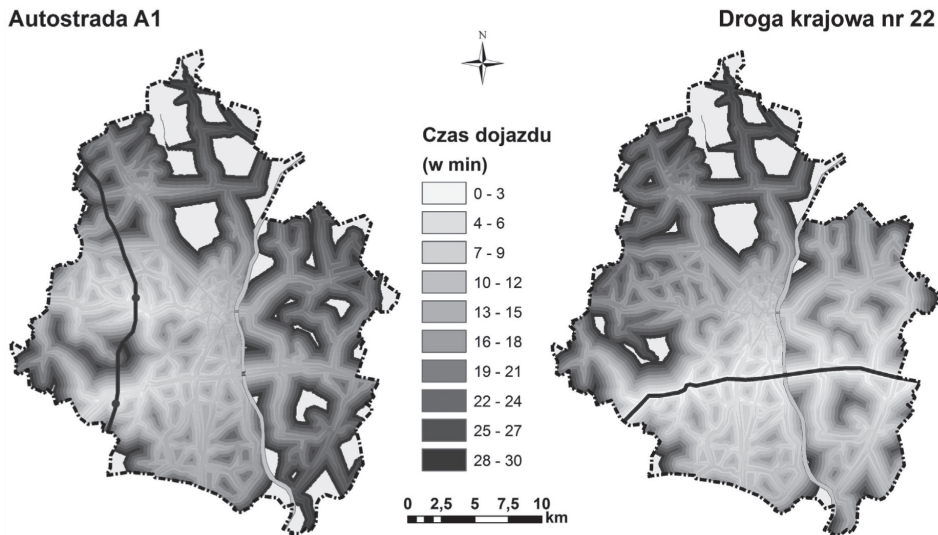 Autostrada A1
Droga krajowa nr 22
N
Czas dojazdu
(w min)
0 - 3
4 - 6
7 - 9
10 - 12
13 - 15
16 - 18
19 - 21
22 - 24
25 - 27
28 - 30
0 2,5 5 7,5 10
km